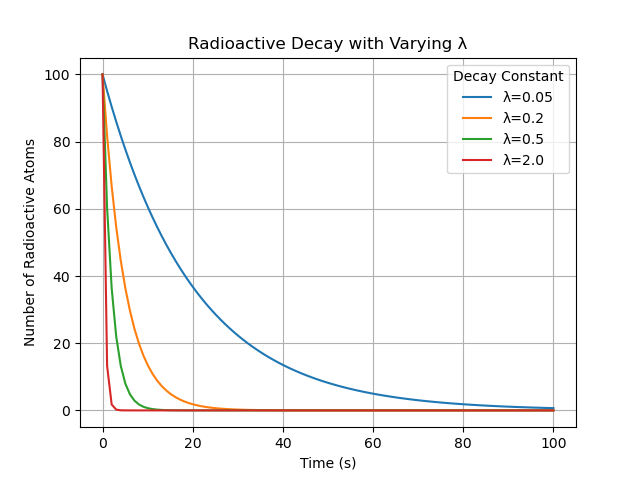 Radioactive Decay with Varying λ
Number of Radioactive Atoms
100
80
60
40
20
0
Decay Constant
λ=0.05
λ=0.2
λ=0.5
λ=2.0
0 20 40 60 80 100
Time (s)